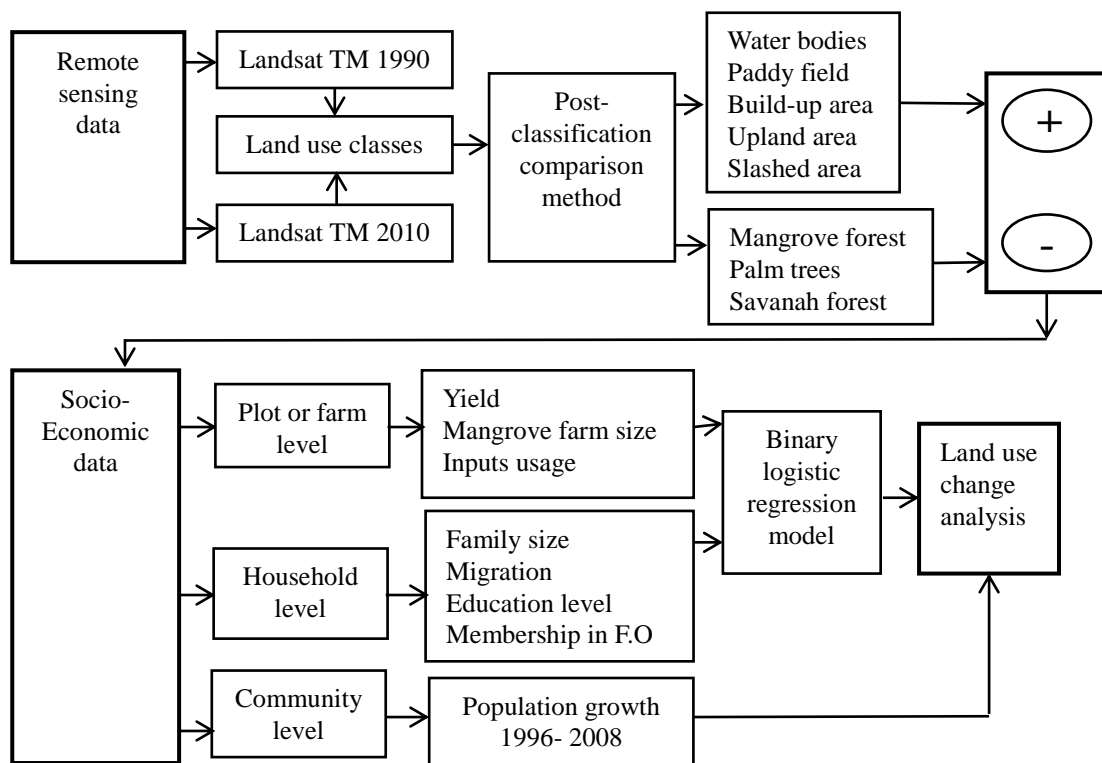 Remote
sensing
data
Landsat TM 1990
Land use classes
Landsat TM 2010
Post-
classification
comparison
method
Water bodies
Paddy field
Build-up area
Upland area
Slashed area
Mangrove forest
Palm trees
Savanah forest
+
-
Socio-
Economic
data
Plot or farm
level
Yield
Mangrove farm size
Inputs usage
Household
level
Family size
Migration
Education level
Membership in F.O
Community
level
Population growth
1996- 2008
Binary
logistic
regression
model
Land use
change
analysis